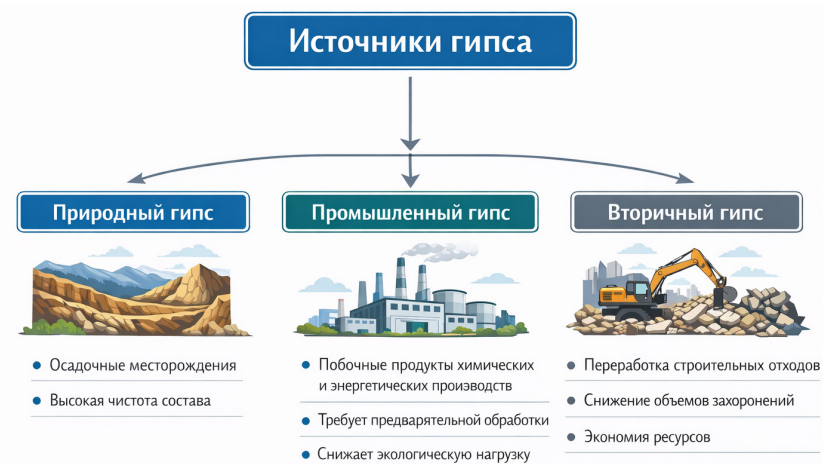 Источники гипса
Природный гипс
Осадочные месторождения
Высокая чистота состава
Промышленный гипс
Побочные продукты химических
и энергетических производств
Требует предварятельной обработки
Снижает экологическую нагрузку
Вторичный гипс
Переработка строительных отходов
Снижение объемов захоронений
Экономия ресурсов